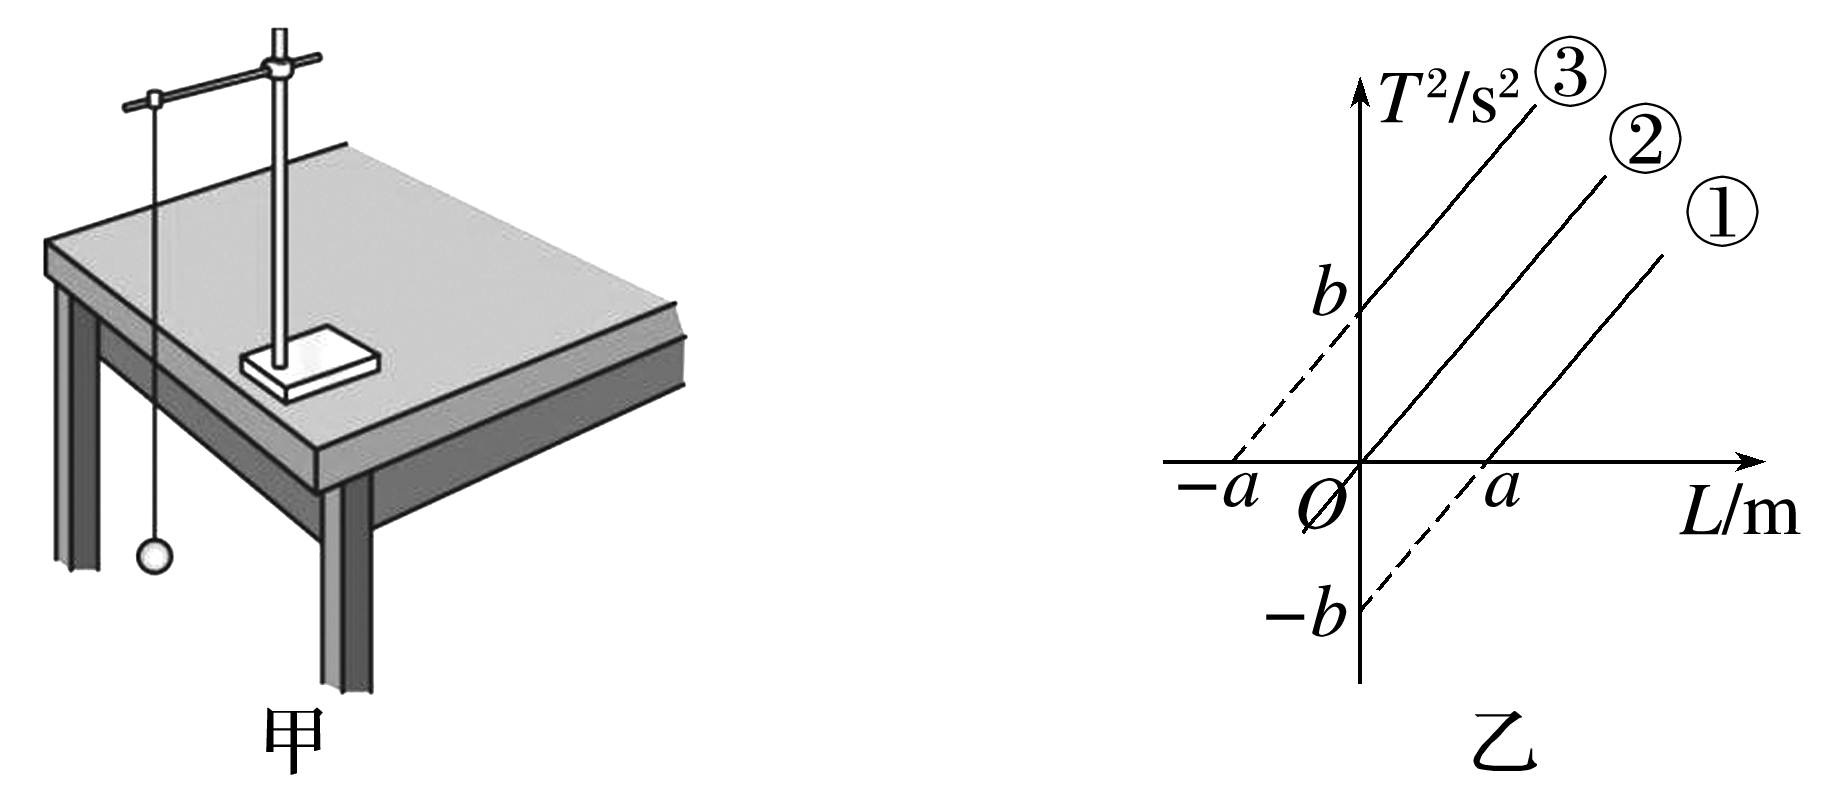 T²/s²
③
②
①
b
−a
O
a
L/m
−b
甲
乙